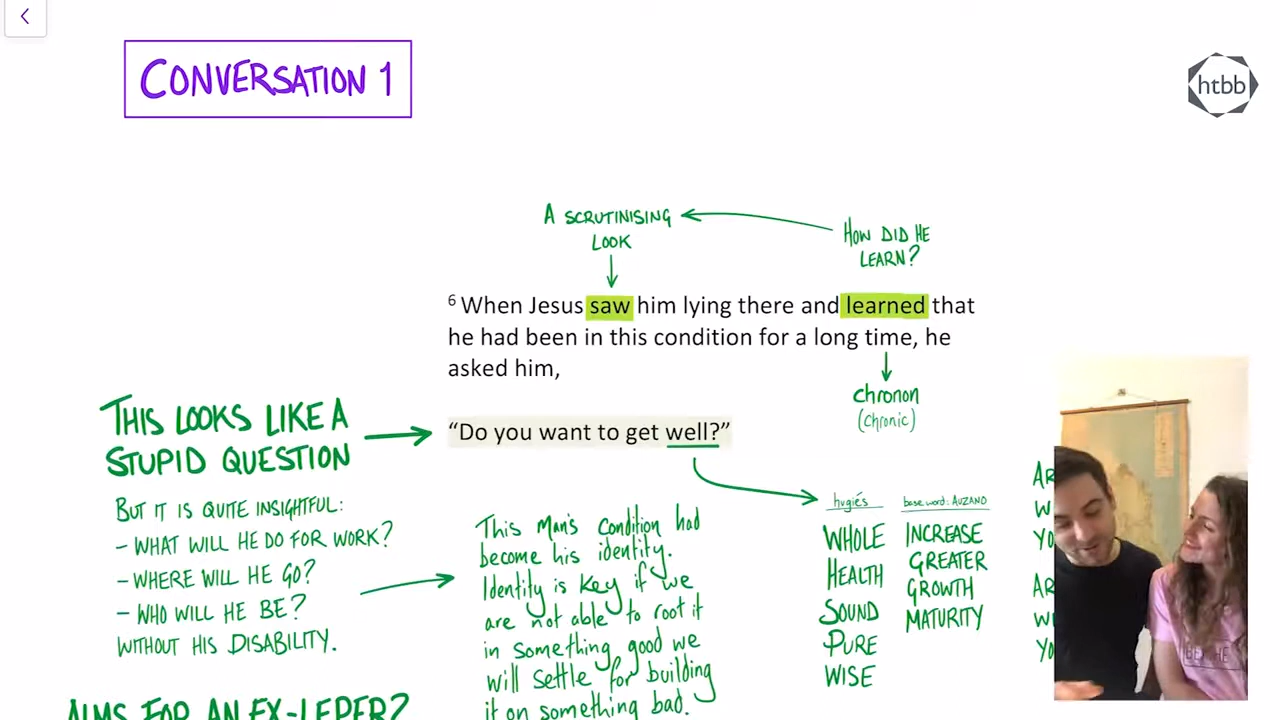 CONVERSATION 1
htbb
A SCRUTINISING
LOOK
HOW DID HE
LEARN?
6 When Jesus saw him lying there and learned that
he had been in this condition for a long time, he
asked him,
chronon
(chronic)
THIS LOOKS LIKE A
STUPID QUESTION
"Do you want to get well?"
BUT IT IS QUITE INSIGHTFUL:
- WHAT WILL HE DO FOR WORK?
- WHERE WILL HE GO?
- WHO WILL HE BE?
WITHOUT HIS DISABILITY.
This Man's condition had
become his identity.
Identity is key if we
are not able to root it
in something good we
will settle for building
it on something bad.
hugiés
WHOLE
HEALTH
SOUND
PURE
WISE
base word: AUZANO
INCREASE
GREATER
GROWTH
MATURITY
ALMS FOR AN EX-LEPER?